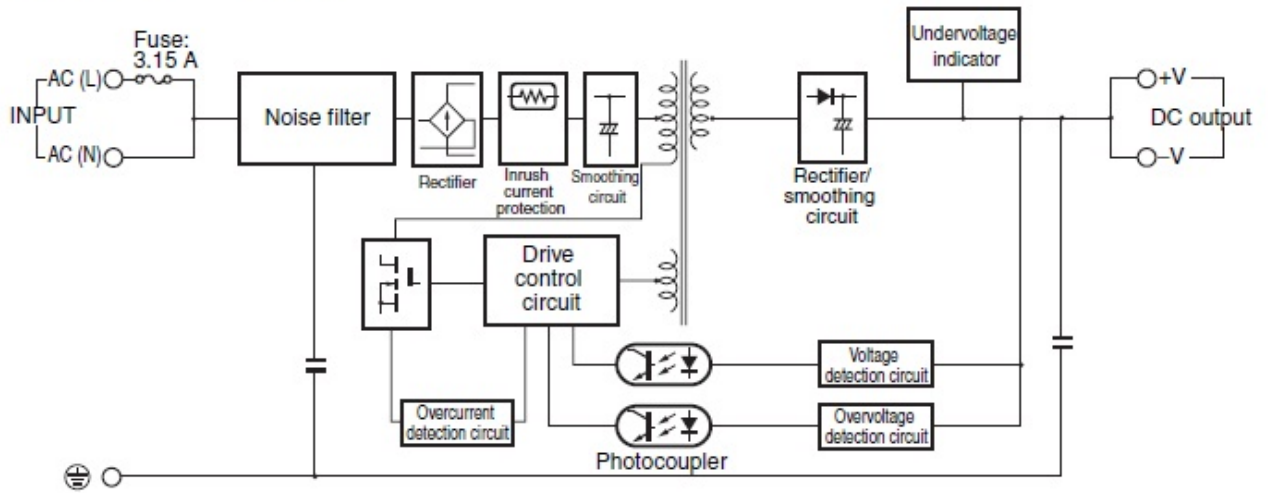 Fuse:
3.15 A
AC (L)
INPUT
AC (N)
Noise filter
Rectifier
Inrush
current
protection
Smoothing
circuit
Undervoltage
indicator
+V
DC output
–V
Rectifier/
smoothing
circuit
Drive
control
circuit
Overcurrent
detection circuit
Voltage
detection circuit
Overvoltage
detection circuit
Photocoupler